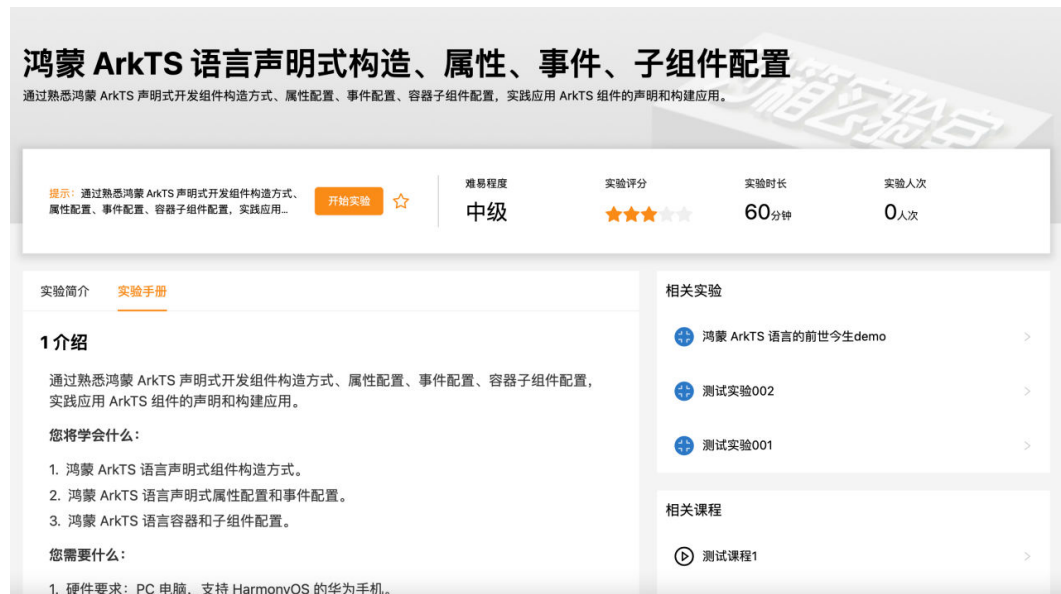 鸿蒙 ArkTS 语言声明式构造、属性、事件、子组件配置
通过熟悉鸿蒙 ArkTS 声明式开发组件构造方式、属性配置、事件配置、容器子组件配置，实践应用 ArkTS 组件的声明和构建应用。
提示：通过熟悉鸿蒙 ArkTS 声明式开发组件构造方式、
属性配置、事件配置、容器子组件配置，实践应用...
开始实验
难易程度
中级
实验评分
实验时长
60分钟
实验人次
0人次
实验简介
实验手册
1 介绍
通过熟悉鸿蒙 ArkTS 声明式开发组件构造方式、属性配置、事件配置、容器子组件配置，
实践应用 ArkTS 组件的声明和构建应用。
您将学会什么：
1. 鸿蒙 ArkTS 语言声明式组件构造方式。
2. 鸿蒙 ArkTS 语言声明式属性配置和事件配置。
3. 鸿蒙 ArkTS 语言容器和子组件配置。
您需要什么：
1. 硬件要求：PC 电脑，支持 HarmonyOS 的华为手机。
相关实验
鸿蒙 ArkTS 语言的前世今生demo
测试实验002
测试实验001
相关课程
测试课程1